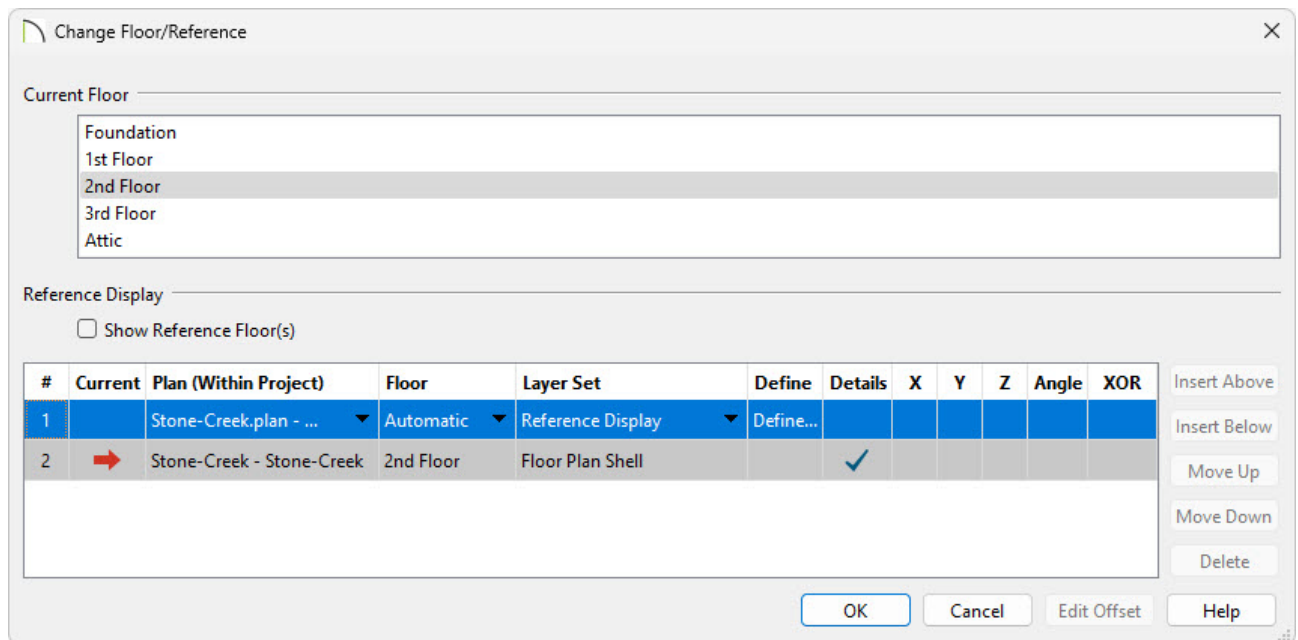 Change Floor/Reference
Current Floor
Foundation
1st Floor
2nd Floor
3rd Floor
Attic
Reference Display
Show Reference Floor(s)
# Current Plan (Within Project) Floor Layer Set Define Details X Y Z Angle XOR
1 Stone-Creek.plan - ... Automatic Reference Display Define...
2 Stone-Creek - Stone-Creek 2nd Floor Floor Plan Shell
Insert Above
Insert Below
Move Up
Move Down
Delete
OK Cancel Edit Offset Help